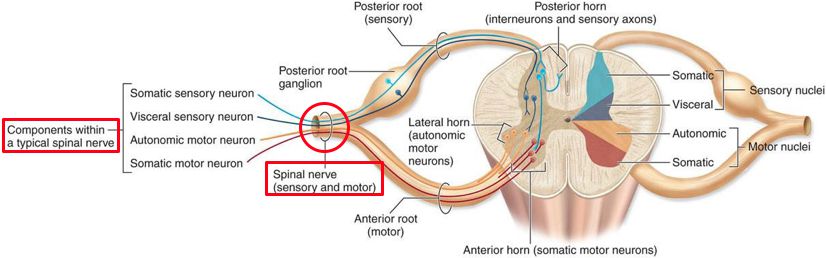 Posterior root
(sensory)
Posterior horn
(interneurons and sensory axons)
Posterior root
ganglion
Somatic sensory neuron
Visceral sensory neuron
Autonomic motor neuron
Somatic motor neuron
Components within
a typical spinal nerve
Spinal nerve
(sensory and motor)
Lateral horn
(autonomic
motor
neurons)
Anterior root
(motor)
Anterior horn (somatic motor neurons)
Somatic
Visceral
Sensory nuclei
Autonomic
Somatic
Motor nuclei